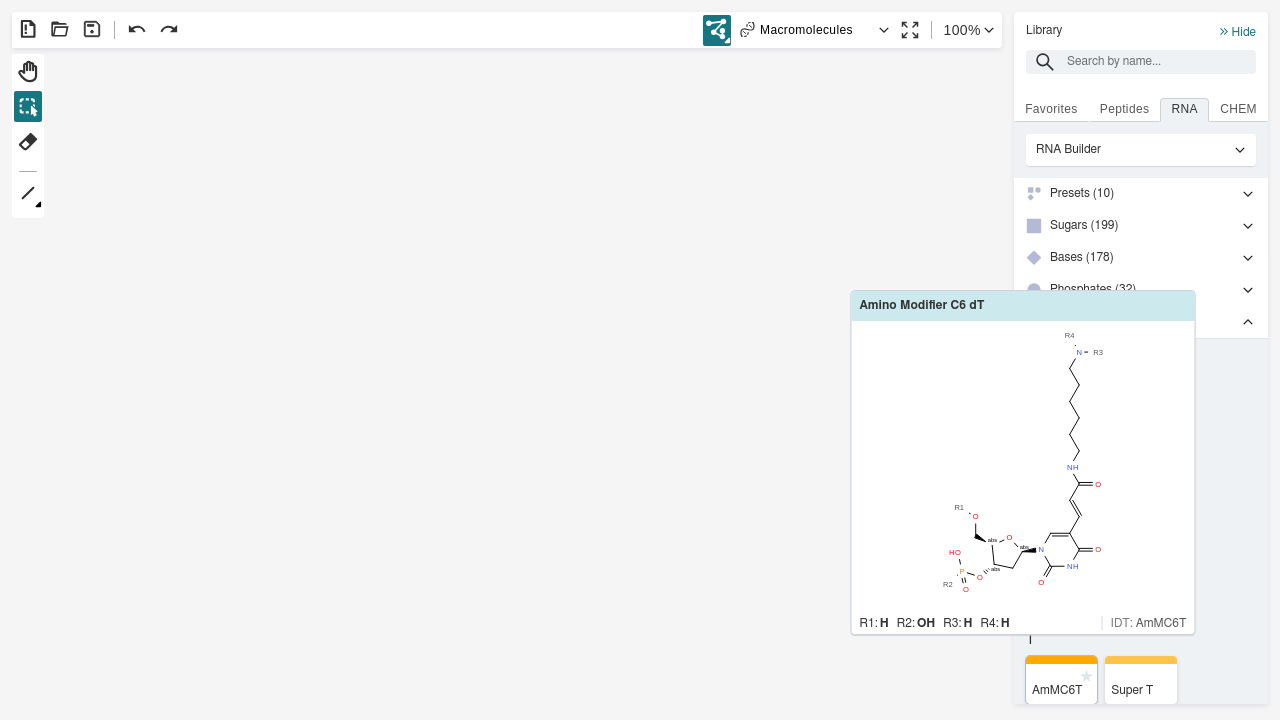 Macromolecules
100%
Library
Hide
Search by name...
Favorites
Peptides
RNA
CHEM
RNA Builder
Presets (10)
Sugars (199)
Bases (178)
Phosphates (32)
Amino Modifier C6 dT
R4
N
R3
NH
O
R1
O
abs
O
abs
N
O
HO
P
O
abs
NH
R2
O
O
R1: H R2: OH R3: H R4: H
IDT: AmMC6T
AmMC6T
Super T